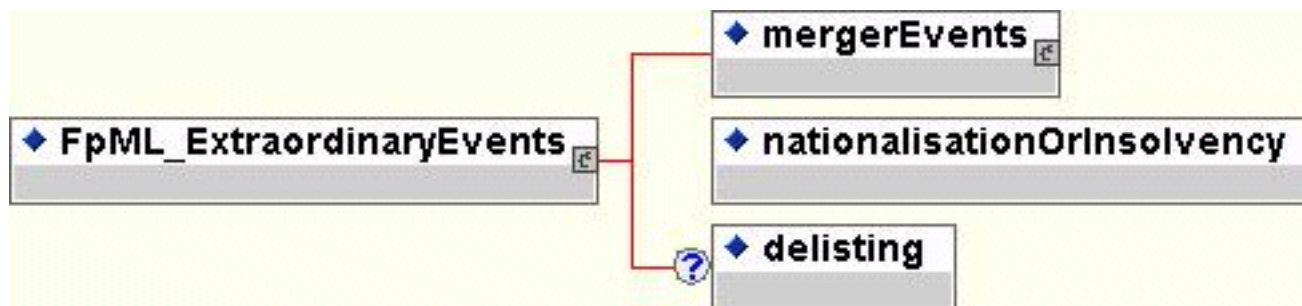 mergerEvents
FpML_ExtraordinaryEvents
nationalisationOrInsolvency
?
delisting